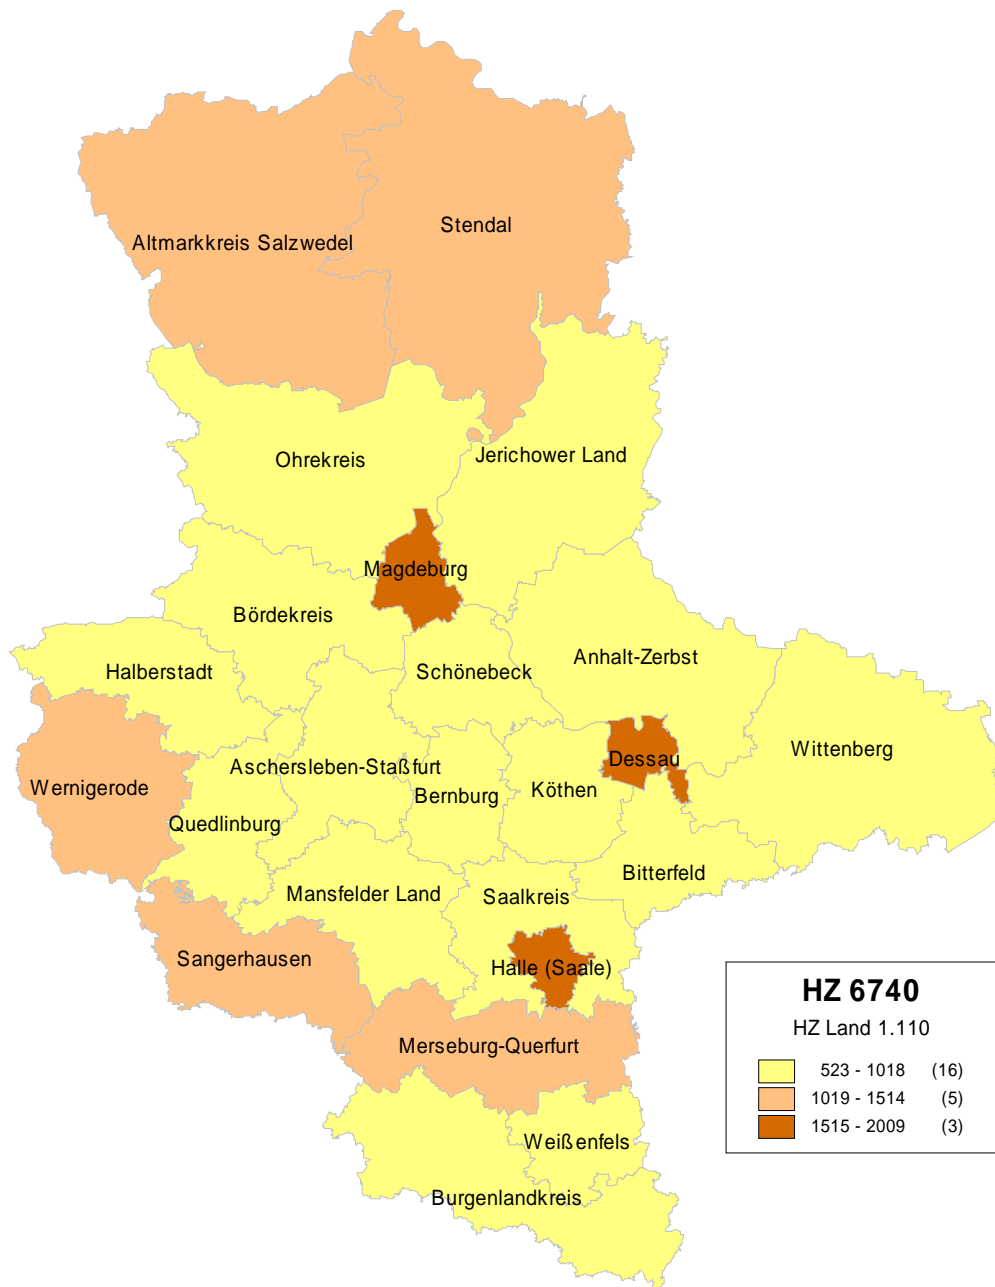 Stendal
Altmarkkreis Salzwedel
Jerichower Land
Ohrekreis
Magdeburg
Bördekreis
Anhalt-Zerbst
Halberstadt
Schönebeck
Wittenberg
Dessau
Aschersleben-Staßfurt
Wernigerode
Köthen
Bernburg
Quedlinburg
Bitterfeld
Mansfelder Land
Saalkreis
Sangerhausen
Halle (Saale)
Merseburg-Querfurt
Weißenfels
Burgenlandkreis
HZ 6740
HZ Land 1.110
523 - 1018 (16)
1019 - 1514 (5)
1515 - 2009 (3)